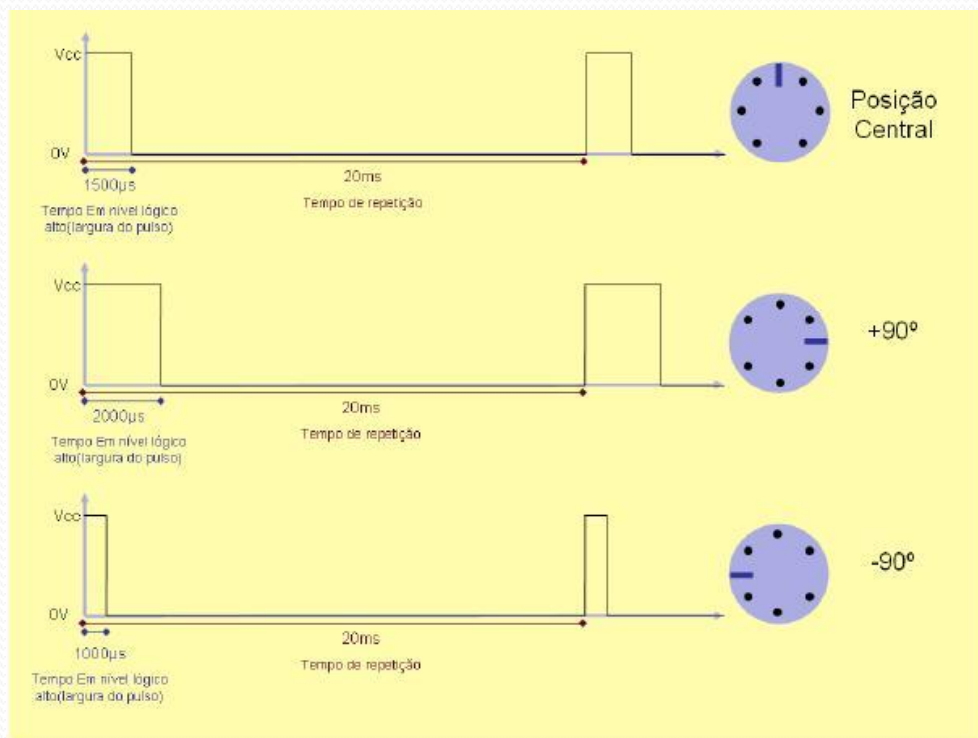 Vcc
0V
1500µs
Tempo Em nível lógico
alto(largura do pulso)
20ms
Tempo de repetição
Posição
Central
Vcc
0V
2000µs
Tempo Em nível lógico
alto(largura do pulso)
20ms
Tempo de repetição
+90º
Vcc
0V
1000µs
Tempo Em nível lógico
alto(largura do pulso)
20ms
Tempo de repetição
-90º